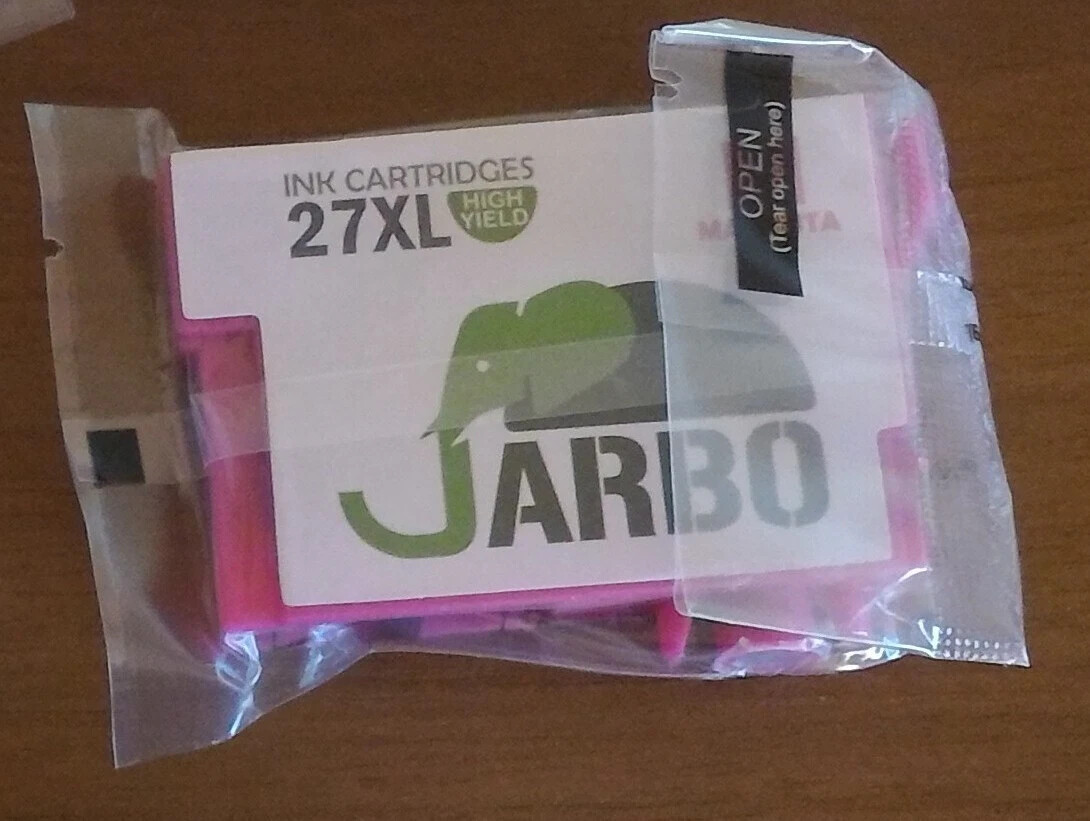 INK CARTRIDGES
27XL
HIGH
YIELD
OPEN
(Tear open here)
JARBO